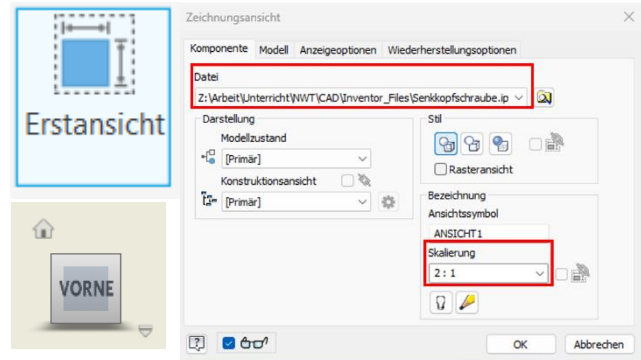 Erstansicht
VORNE
Zeichnungsansicht
Komponente Modell Anzeigeoptionen Wiederherstellungsoptionen
Datei
Z:\Arbeit\Unterricht\NWT\CAD\Inventor_Files\Senkkopfschraube.ip
Darstellung
Modellzustand
[Primär]
Konstruktionsansicht
[Primär]
Stil
Rasteransicht
Bezeichnung
Ansichtssymbol
ANSICHT1
Skalierung
2 : 1
OK Abbrechen